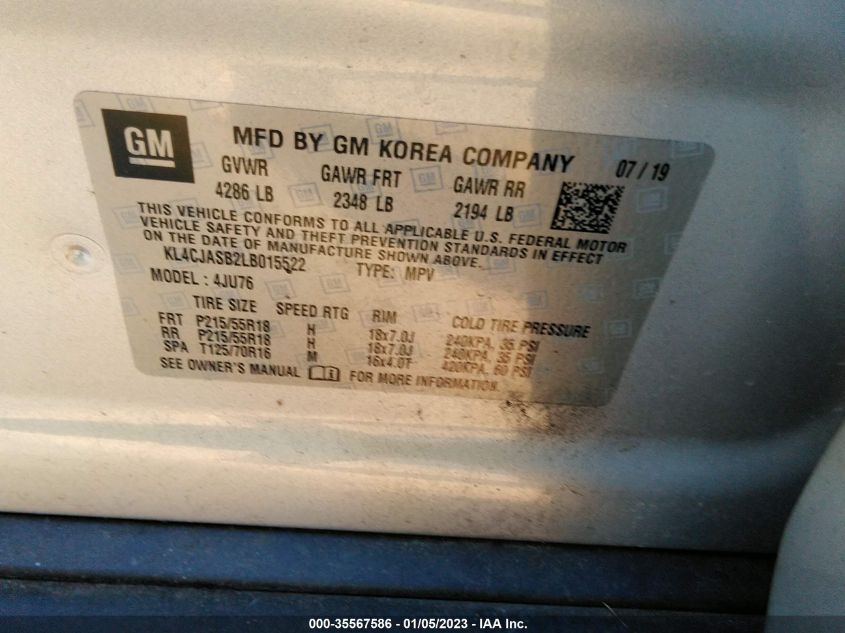 GM
MFD BY GM KOREA COMPANY 07/19
GVWR GAWR FRT GAWR RR
4286 LB 2348 LB 2194 LB
THIS VEHICLE CONFORMS TO ALL APPLICABLE U.S. FEDERAL MOTOR
VEHICLE SAFETY AND THEFT PREVENTION STANDARDS IN EFFECT
ON THE DATE OF MANUFACTURE SHOWN ABOVE.
KL4CJASB2LB015522 TYPE: MPV
MODEL: 4JU76
TIRE SIZE SPEED RTG RIM COLD TIRE PRESSURE
FRT P215/55R18 H 18x7.0J 240KPA, 35 PSI
RR P215/55R18 H 18x7.0J 240KPA, 35 PSI
SPA T125/70R16 M 16x4.0T 420KPA, 60 PSI
SEE OWNER'S MANUAL FOR MORE INFORMATION.
000-35567586 - 01/05/2023 - IAA Inc.